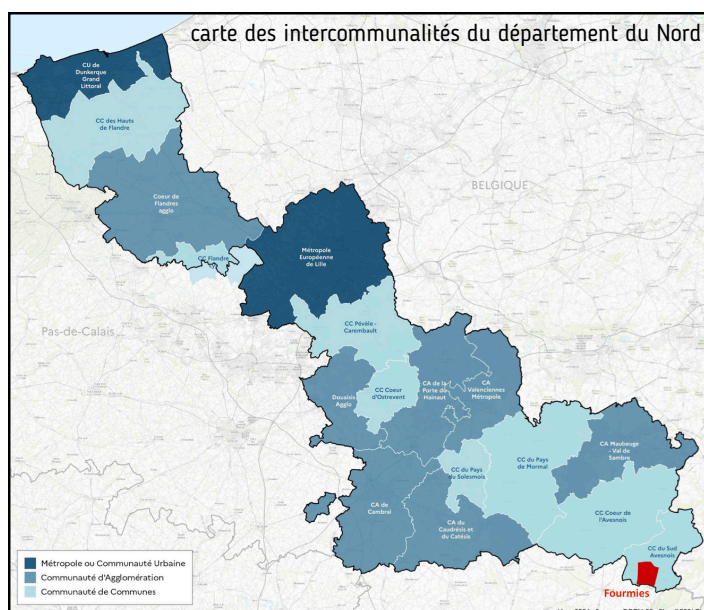 carte des intercommunalités du département du Nord
CU de
Dunkerque
Grand
Littoral
CC des Hauts
de Flandre
Coeur de
Flandres
agglo
BELGIQUE
CC Flandre
Métropole
Européenne
de Lille
Pas-de-Calais
CC Pévèle -
Carembault
Douaisis
Agglo
CC Coeur
d'Ostrevent
CA de la
Porte du
Hainaut
CA
Valenciennes
Métropole
CA Maubeuge
- Val de
Sambre
CC du Pays
de Mormal
CC du Pays
du Solesmois
CA de
Cambrai
CA du
Caudrésis et
du Catésis
CC Coeur de
l'Avesnois
CC du Sud
Avesnois
Fourmies
Métropole ou Communauté Urbaine
Communauté d'Agglomération
Communauté de Communes